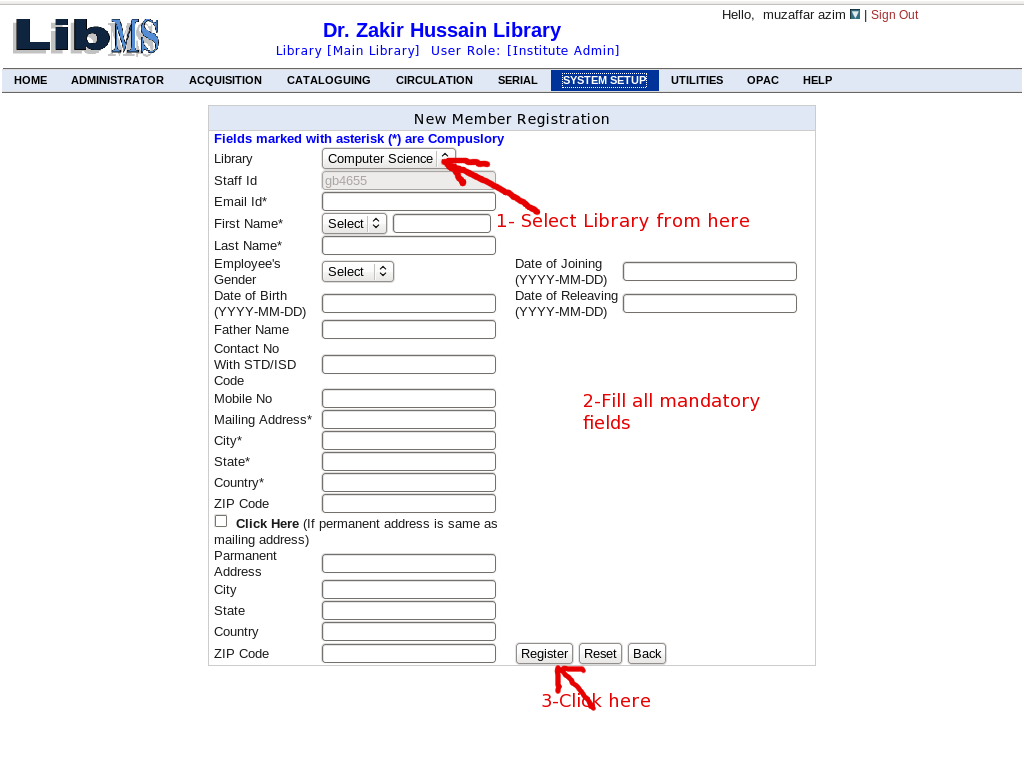 LibMS
Hello, muzaffar azim | Sign Out
Dr. Zakir Hussain Library
Library [Main Library] User Role: [Institute Admin]
HOME ADMINISTRATOR ACQUISITION CATALOGUING CIRCULATION SERIAL SYSTEM SETUP UTILITIES OPAC HELP
New Member Registration
Fields marked with asterisk (*) are Compuslory
Library Computer Science
Staff Id gb4655
Email Id*
First Name* Select
1- Select Library from here
Last Name*
Employee's
Gender
Select
Date of Joining
(YYYY-MM-DD)
Date of Birth
(YYYY-MM-DD)
Date of Releaving
(YYYY-MM-DD)
Father Name
Contact No
With STD/ISD
Code
Mobile No
2-Fill all mandatory
fields
Mailing Address*
City*
State*
Country*
ZIP Code
Click Here (If permanent address is same as
mailing address)
Parmanent
Address
City
State
Country
ZIP Code
Register Reset Back
3-Click here